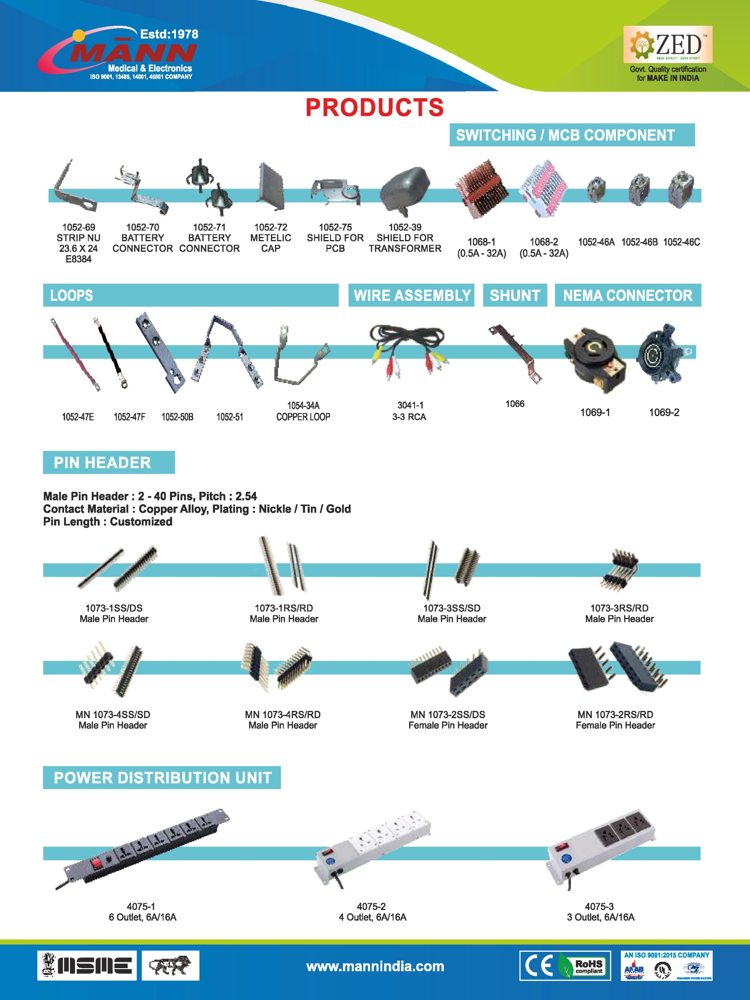 Estd:1978
MĀNN
Medical & Electronics
ISO 9001, 13485, 14001, 45001 COMPANY
ZED™
ZERO DEFECT - ZERO EFFECT
Govt. Quality certification
for MAKE IN INDIA
PRODUCTS
SWITCHING / MCB COMPONENT
1052-69
STRIP NU
23.6 X 24
E8384
1052-70
BATTERY
CONNECTOR
1052-71
BATTERY
CONNECTOR
1052-72
METELIC
CAP
1052-75
SHIELD FOR
PCB
1052-39
SHIELD FOR
TRANSFORMER
1068-1
(0.5A - 32A)
1068-2
(0.5A - 32A)
1052-46A
1052-46B
1052-46C
LOOPS
WIRE ASSEMBLY
SHUNT
NEMA CONNECTOR
1052-47E
1052-47F
1052-50B
1052-51
1054-34A
COPPER LOOP
3041-1
3-3 RCA
1066
1069-1
1069-2
PIN HEADER
Male Pin Header : 2 - 40 Pins, Pitch : 2.54
Contact Material : Copper Alloy, Plating : Nickle / Tin / Gold
Pin Length : Customized
1073-1SS/DS
Male Pin Header
1073-1RS/RD
Male Pin Header
1073-3SS/SD
Male Pin Header
1073-3RS/RD
Male Pin Header
MN 1073-4SS/SD
Male Pin Header
MN 1073-4RS/RD
Male Pin Header
MN 1073-2SS/DS
Female Pin Header
MN 1073-2RS/RD
Female Pin Header
POWER DISTRIBUTION UNIT
4075-1
6 Outlet, 6A/16A
4075-2
4 Outlet, 6A/16A
4075-3
3 Outlet, 6A/16A
MSME
www.mannindia.com
CE
RoHS
compliant
AN ISO 9001:2015 COMPANY
ANAB
UL
MANAGEMENT SYSTEMS SOLUTIONS